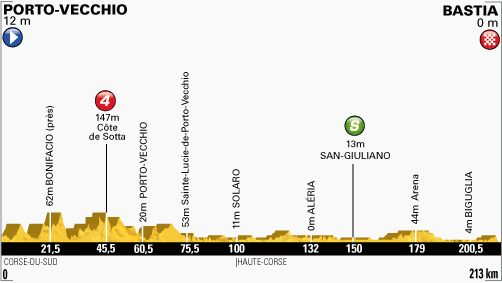 PORTO-VECCHIO
12 m
BASTIA
0 m
4
147m
Côte
de Sotta
S
13m
SAN-GIULIANO
62m BONIFACIO (près)
20m PORTO-VECCHIO
53m Sainte-Lucie-de-Porto-Vecchio
11m SOLARO
0m ALÉRIA
44m Arena
4m BIGUGLIA
21,5 45,5 60,5 75,5 100 132 150 179 200,5
CORSE-DU-SUD |HAUTE-CORSE
0 213 km